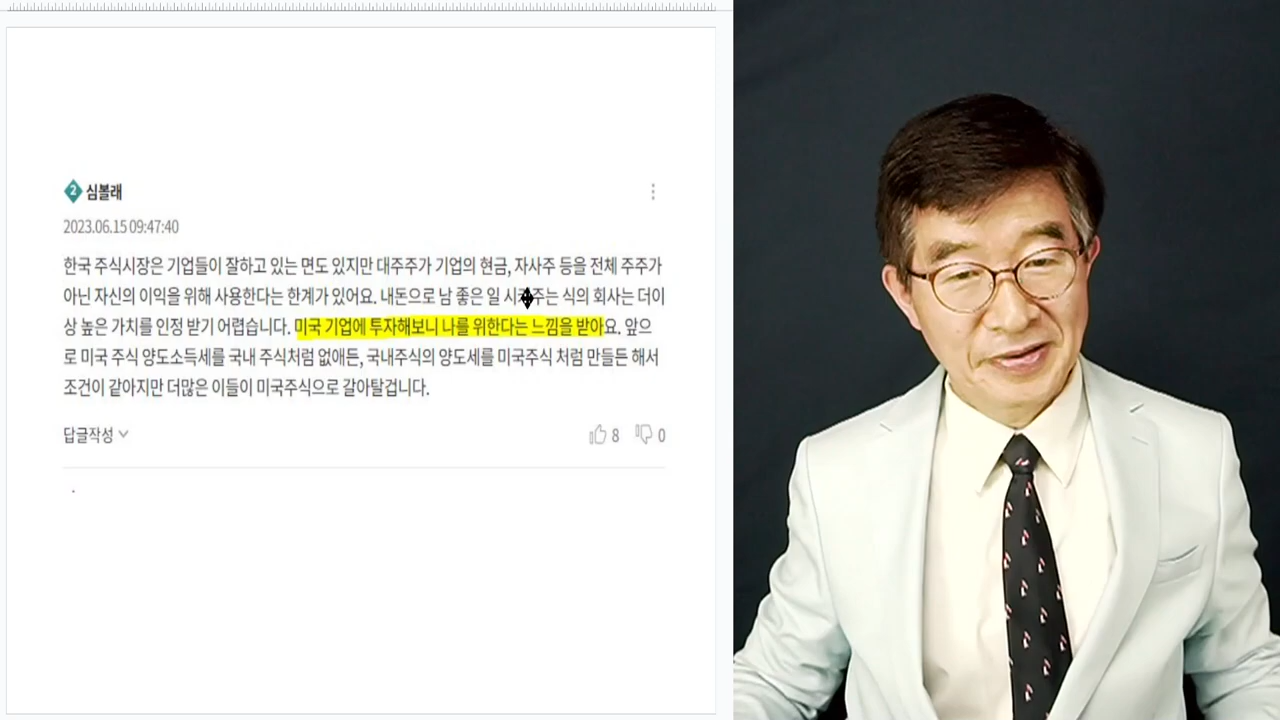 2 심볼래
2023.06.15 09:47:40
한국 주식시장은 기업들이 잘하고 있는 면도 있지만 대주주가 기업의 현금, 자사주 등을 전체 주주가
아닌 자신의 이익을 위해 사용한다는 한계가 있어요. 내돈으로 남 좋은 일 시켜주는 식의 회사는 더이
상 높은 가치를 인정 받기 어렵습니다. 미국 기업에 투자해보니 나를 위한다는 느낌을 받아요. 앞으
로 미국 주식 양도소득세를 국내 주식처럼 없애든, 국내주식의 양도세를 미국주식 처럼 만들든 해서
조건이 같아지만 더많은 이들이 미국주식으로 갈아탈겁니다.
답글작성
8 0